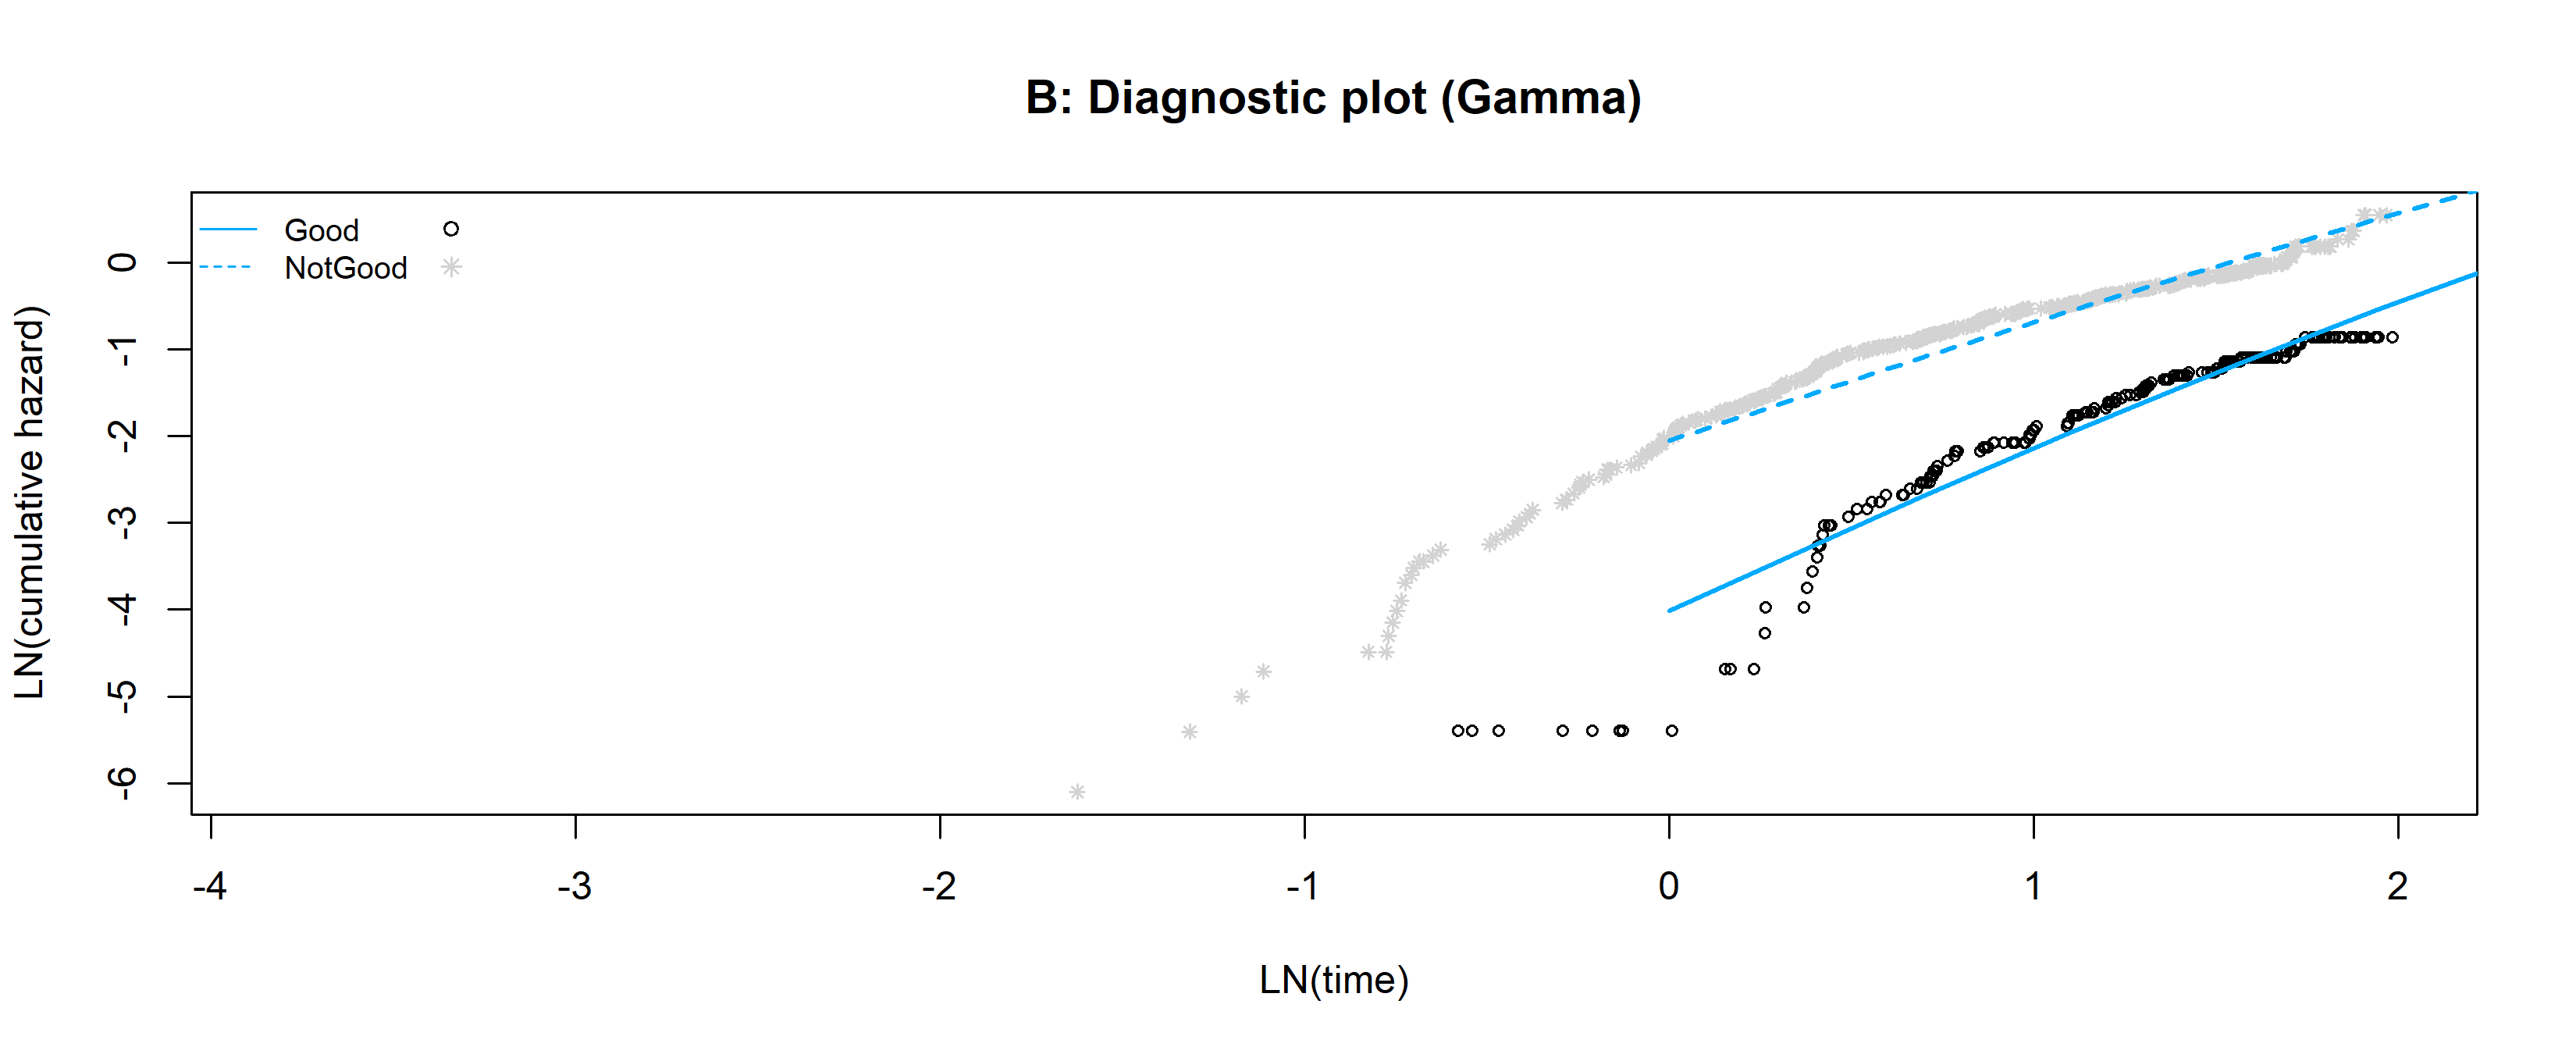 B: Diagnostic plot (Gamma)
Good
NotGood
LN(cumulative hazard)
0
-1
-2
-3
-4
-5
-6
-4 -3 -2 -1 0 1 2
LN(time)